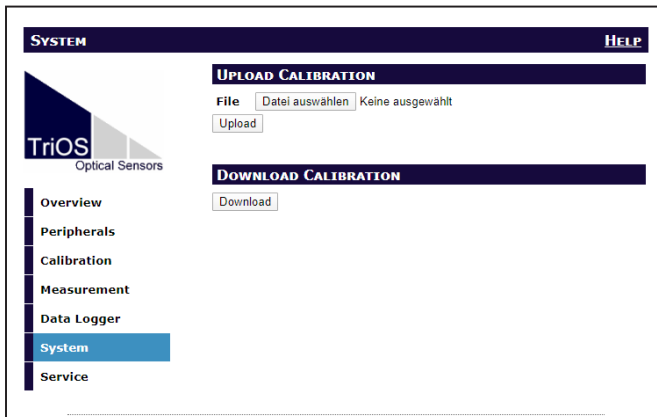 SYSTEM HELP
TriOS
Optical Sensors
Overview
Peripherals
Calibration
Measurement
Data Logger
System
Service
UPLOAD CALIBRATION
File Datei auswählen Keine ausgewählt
Upload
DOWNLOAD CALIBRATION
Download